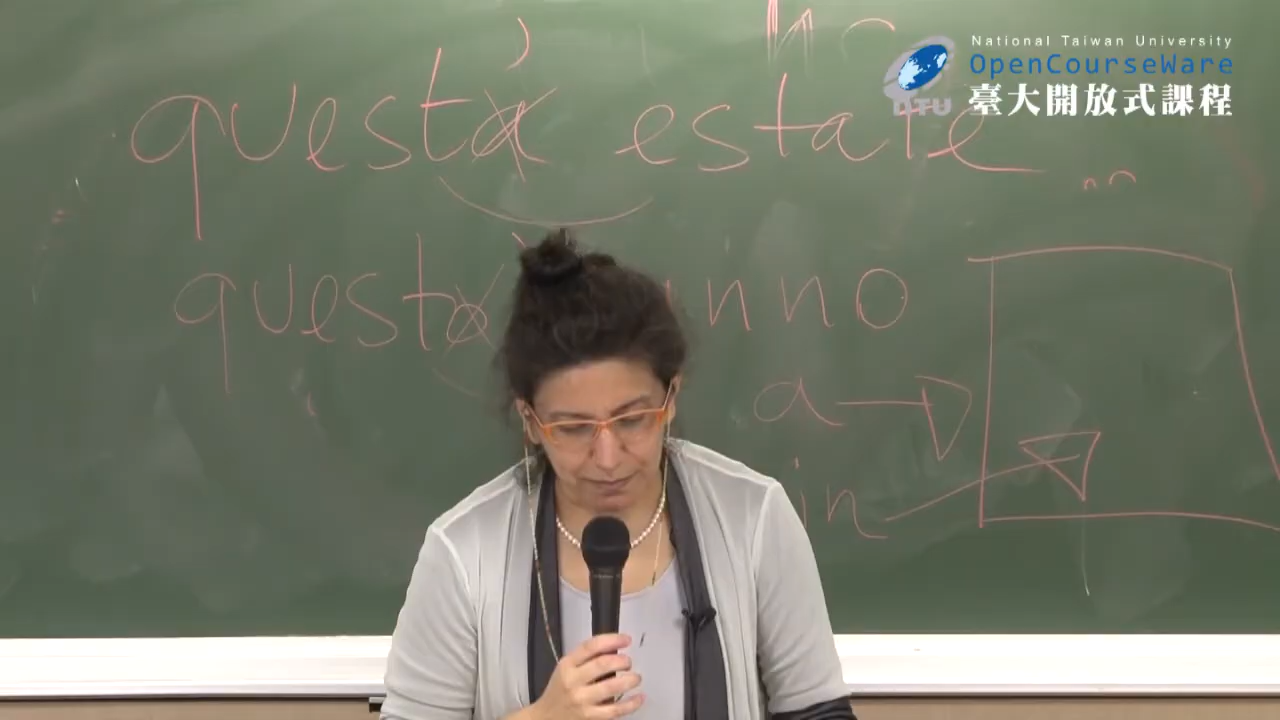 National Taiwan University
OpenCourseWare
臺大開放式課程
NTU
questa' estate
questo' anno
a
in